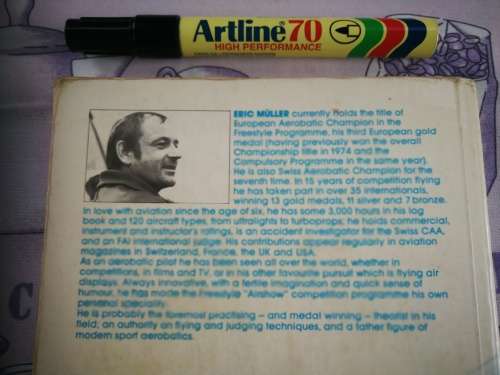 Artline® 70
HIGH PERFORMANCE
ERIC MÜLLER currently holds the title of
European Aerobatic Champion in the
Freestyle Programme, his third European gold
medal (having previously won the overall
Championship title in 1974 and the
Compulsory Programme in the same year).
He is also Swiss Aerobatic Champion for the
seventh time. In 15 years of competition flying
he has taken part in over 35 internationals,
winning 13 gold medals, 11 silver and 7 bronze.
In love with aviation since the age of six, he has some 3,000 hours in his log
book and 120 aircraft types, from ultralights to turboprops; he holds commercial,
instrument and instructor's ratings, is an accident investigator for the Swiss CAA,
and an FAI international judge. His contributions appear regularly in aviation
magazines in Switzerland, France, the UK and USA.
As an aerobatic pilot he has been seen all over the world, whether in
competitions, in films and TV, or in his other favourite pursuit which is flying air
displays. Always innovative, with a fertile imagination and quick sense of
humour, he has made the Freestyle "Airshow" competition programme his own
personal speciality.
He is probably the foremost practising – and medal winning – theorist in his
field; an authority on flying and judging techniques, and a father figure of
modern sport aerobatics.